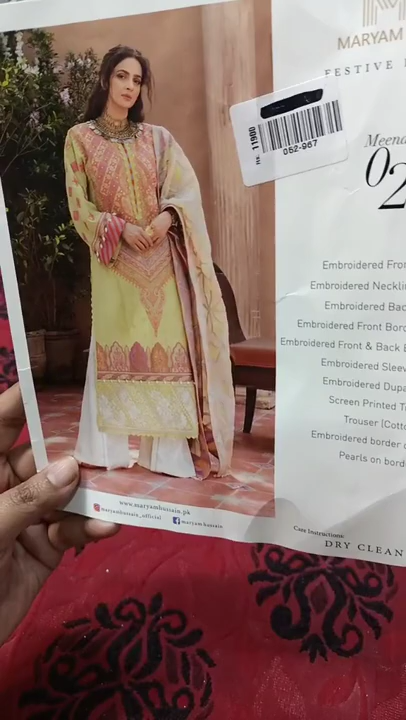 M
MARYAM
FESTIVE
Rs. 11900
052-967
Meena
02
Embroidered Fron
Embroidered Neckli
Embroidered Bac
Embroidered Front Bord
Embroidered Front & Back B
Embroidered Sleev
Embroidered Dupa
Screen Printed T
Trouser (Cotto
Embroidered border o
Pearls on bord
www.maryamhussain.pk
maryamhussain_official
maryamhussain
Care Instructions:
DRY CLEAN